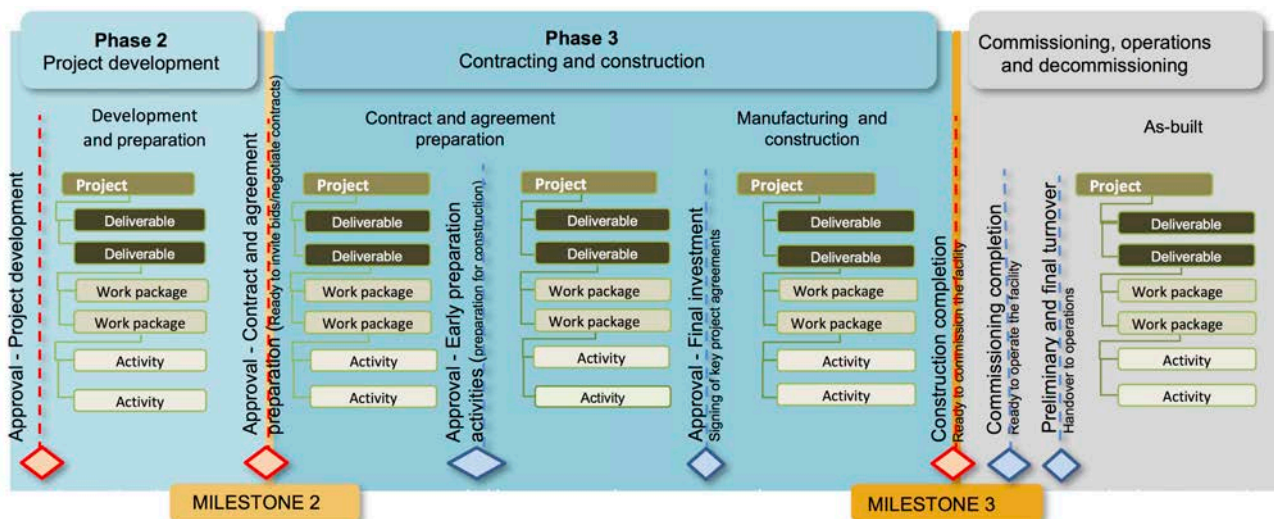 Phase 2
Project development
Phase 3
Contracting and construction
Commissioning, operations
and decommissioning
Development
and preparation
Contract and agreement
preparation
Manufacturing and
construction
As-built
Approval - Project development
Project
Deliverable
Deliverable
Work package
Work package
Activity
Activity
Approval - Contract and agreement
preparation (Ready to invite bids/negotiate contracts)
Project
Deliverable
Deliverable
Work package
Work package
Activity
Activity
Approval - Early preparation
activities (preparation for construction)
Project
Deliverable
Deliverable
Work package
Work package
Activity
Activity
Approval - Final investment
Signing of key project agreements
Project
Deliverable
Deliverable
Work package
Work package
Activity
Activity
Construction completion
Ready to commission the facility
Commissioning completion
Ready to operate the facility
Preliminary and final turnover
Handover to operations
Project
Deliverable
Deliverable
Work package
Work package
Activity
Activity
MILESTONE 2
MILESTONE 3